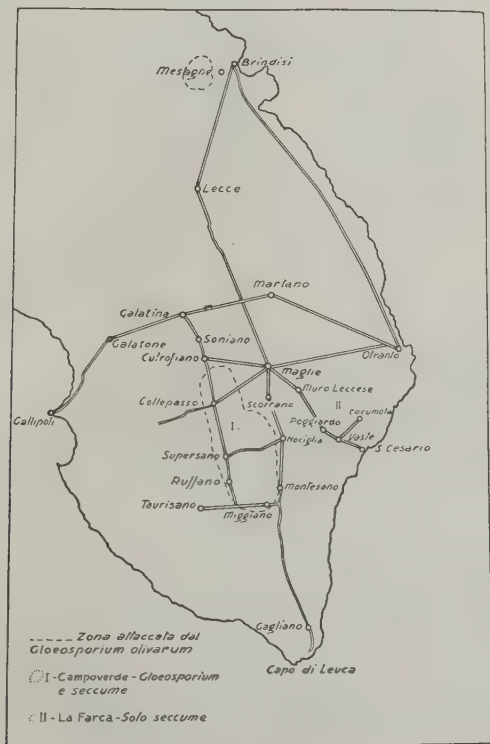 Brindisi
Mesagne
Lecce
Martano
Galatina
Galatone
Soniano
Cutrofiano
Otranto
Maglie
Muro Leccese
Gallipoli
Collepasso
Scorrano
II
Cocumola
Poggiardo
Vaste
S. Cesario
I.
Nociglia
Supersano
Ruffano
Montesano
Taurisano
Miggiano
Gagliano
Capo di Leuca
Zona attaccata dal
Gloeosporium olivarum
I - Campoverde - Gloeosporium
e seccume
II - La Farca - Solo seccume